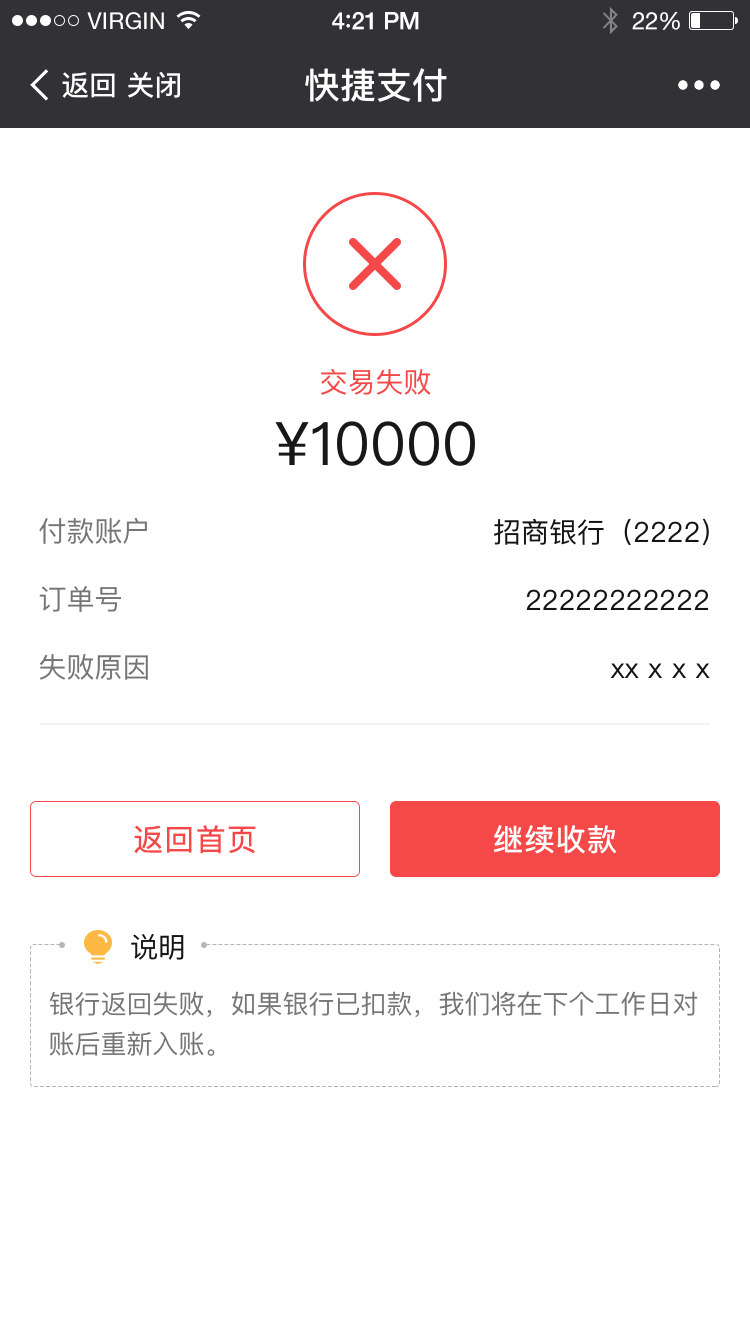 VIRGIN 4:21 PM 22%
返回 关闭 快捷支付
交易失败
¥10000
付款账户 招商银行（2222）
订单号 22222222222
失败原因 xx x x x
返回首页 继续收款
说明
银行返回失败，如果银行已扣款，我们将在下个工作日对
账后重新入账。